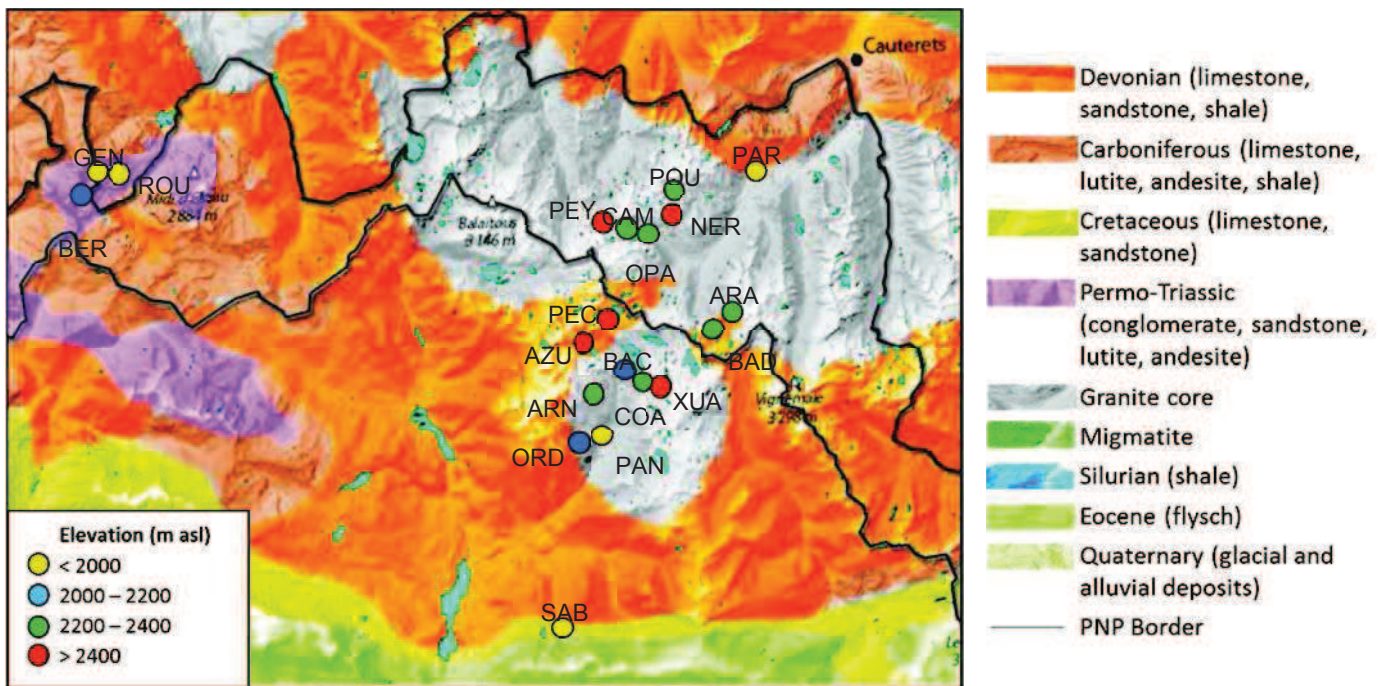 Cauterets
GEN
PAR
ROU
POU
2884 m
PEY
CAM
NER
Balaitous
3146 m
BER
OPA
ARA
PEC
AZU
BAC
BAD
Vignemale
ARN
XUA
COA
ORD
PAN
SAB
Elevation (m asl)
< 2000
2000 – 2200
2200 – 2400
> 2400
Devonian (limestone,
sandstone, shale)
Carboniferous (limestone,
lutite, andesite, shale)
Cretaceous (limestone,
sandstone)
Permo-Triassic
(conglomerate, sandstone,
lutite, andesite)
Granite core
Migmatite
Silurian (shale)
Eocene (flysch)
Quaternary (glacial and
alluvial deposits)
PNP Border